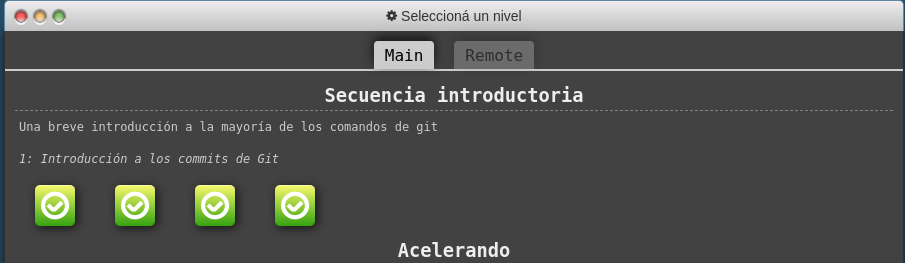 Seleccioná un nivel
Main
Remote
Secuencia introductoria
Una breve introducción a la mayoría de los comandos de git
1: Introducción a los commits de Git
Acelerando